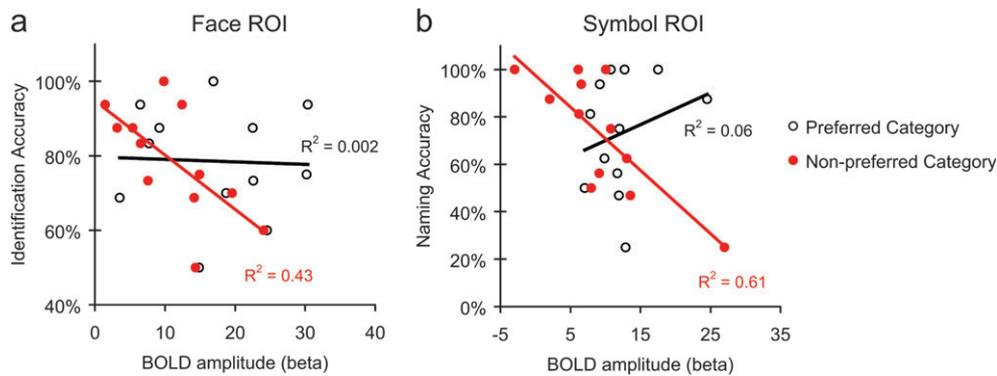 a
Face ROI
Identification Accuracy
100%
80%
60%
40%
0
10
20
30
40
BOLD amplitude (beta)
R² = 0.002
R² = 0.43
b
Symbol ROI
Naming Accuracy
100%
80%
60%
40%
20%
0%
-5
5
15
25
35
BOLD amplitude (beta)
R² = 0.06
R² = 0.61
Preferred Category
Non-preferred Category